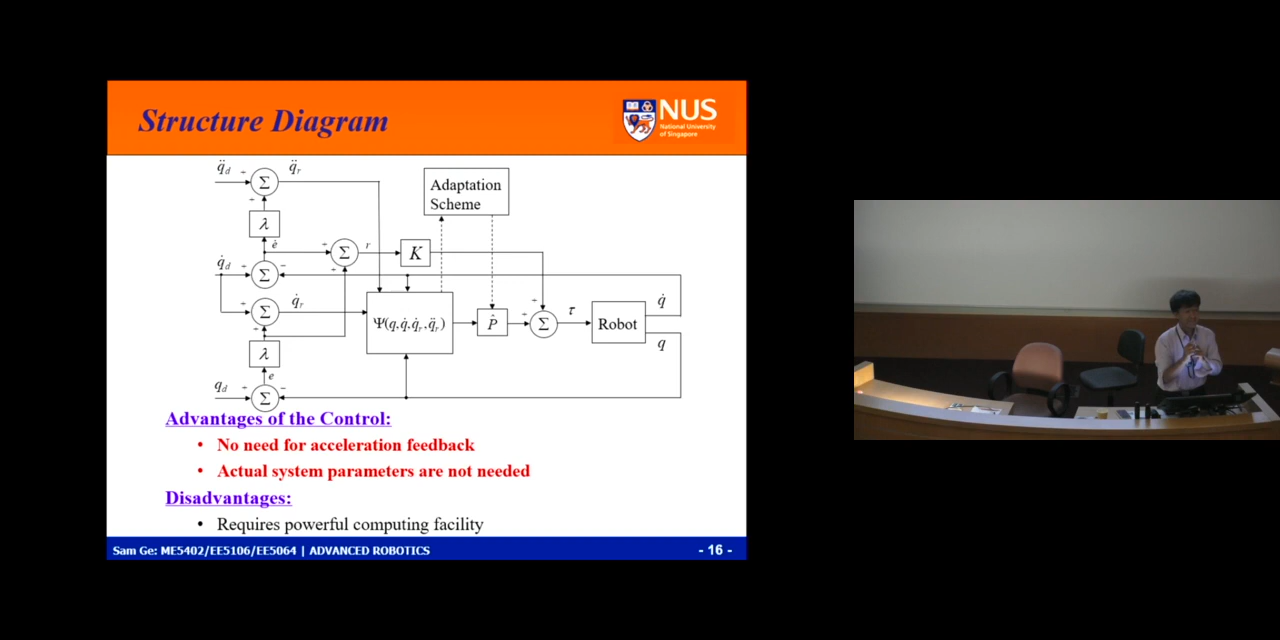 Structure Diagram
NUS
National University
of Singapore
q̈d + Σ q̈r
+
λ
ė
+ Σ r K
+
q̇d + Σ −
+ Σ q̇r
+
λ
e
qd + Σ −
Adaptation
Scheme
Ψ(q.q̇.q̇r.q̈r)
P̂
+ Σ τ
+
Robot
q̇
q
Advantages of the Control:
• No need for acceleration feedback
• Actual system parameters are not needed
Disadvantages:
• Requires powerful computing facility
Sam Ge: ME5402/EE5106/EE5064 | ADVANCED ROBOTICS
- 16 -